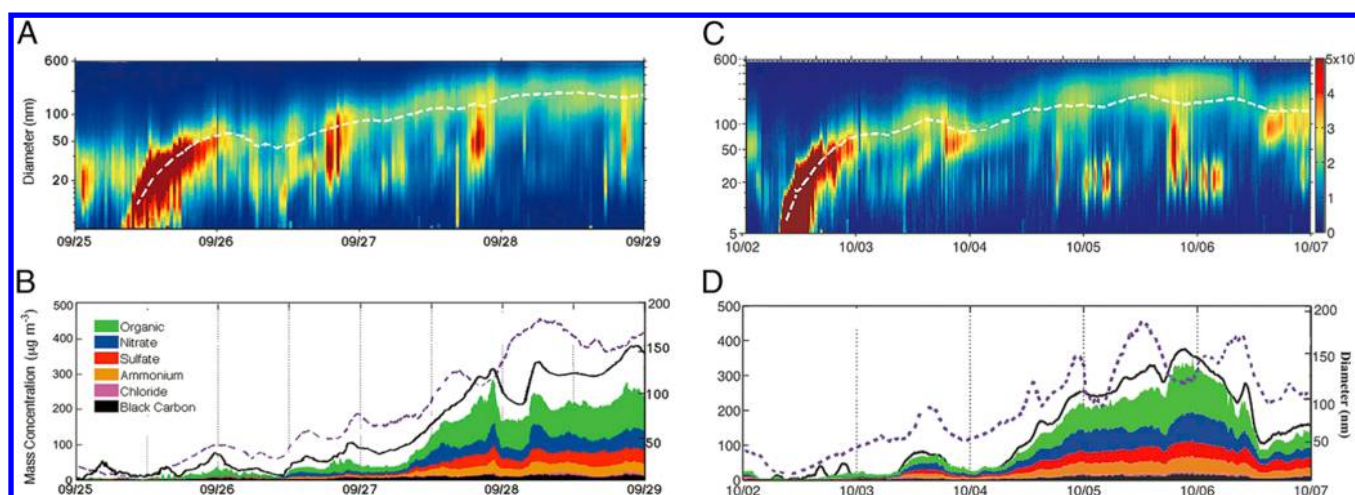 A
600
100
50
20
Diameter (nm)
09/25 09/26 09/27 09/28 09/29
C
600
100
50
20
5
10/02 10/03 10/04 10/05 10/06 10/07
4
3
2
1
0
B
500
400
300
200
100
0
Mass Concentration (μg m⁻³)
Organic
Nitrate
Sulfate
Ammonium
Chloride
Black Carbon
200
150
100
50
09/25 09/26 09/27 09/28 09/29
D
500
400
300
200
100
0
200
150
100
50
Diameter (nm)
10/02 10/03 10/04 10/05 10/06 10/07